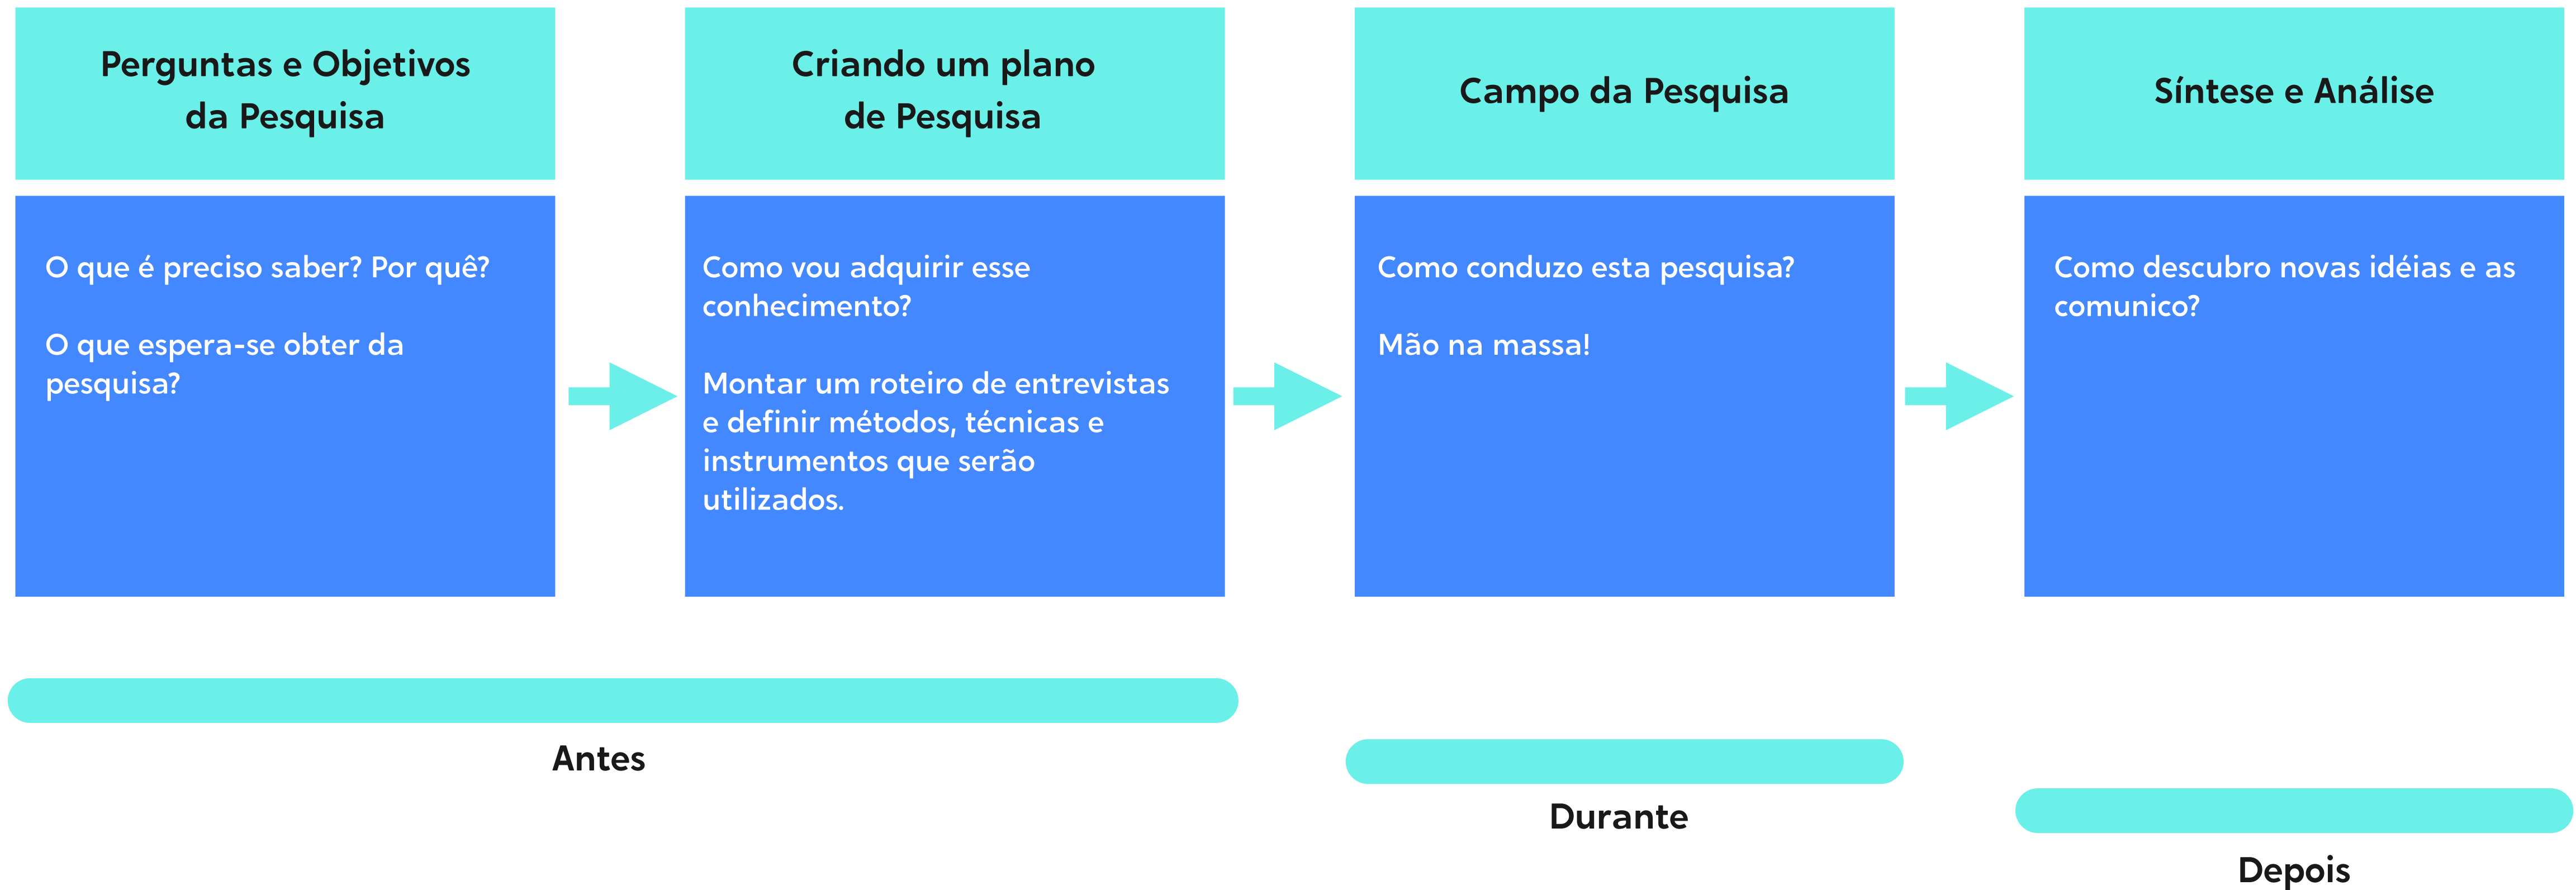 Perguntas e Objetivos
da Pesquisa
O que é preciso saber? Por quê?
O que espera-se obter da
pesquisa?
Criando um plano
de Pesquisa
Como vou adquirir esse
conhecimento?
Montar um roteiro de entrevistas
e definir métodos, técnicas e
instrumentos que serão
utilizados.
Campo da Pesquisa
Como conduzo esta pesquisa?
Mão na massa!
Síntese e Análise
Como descubro novas idéias e as
comunico?
Antes
Durante
Depois